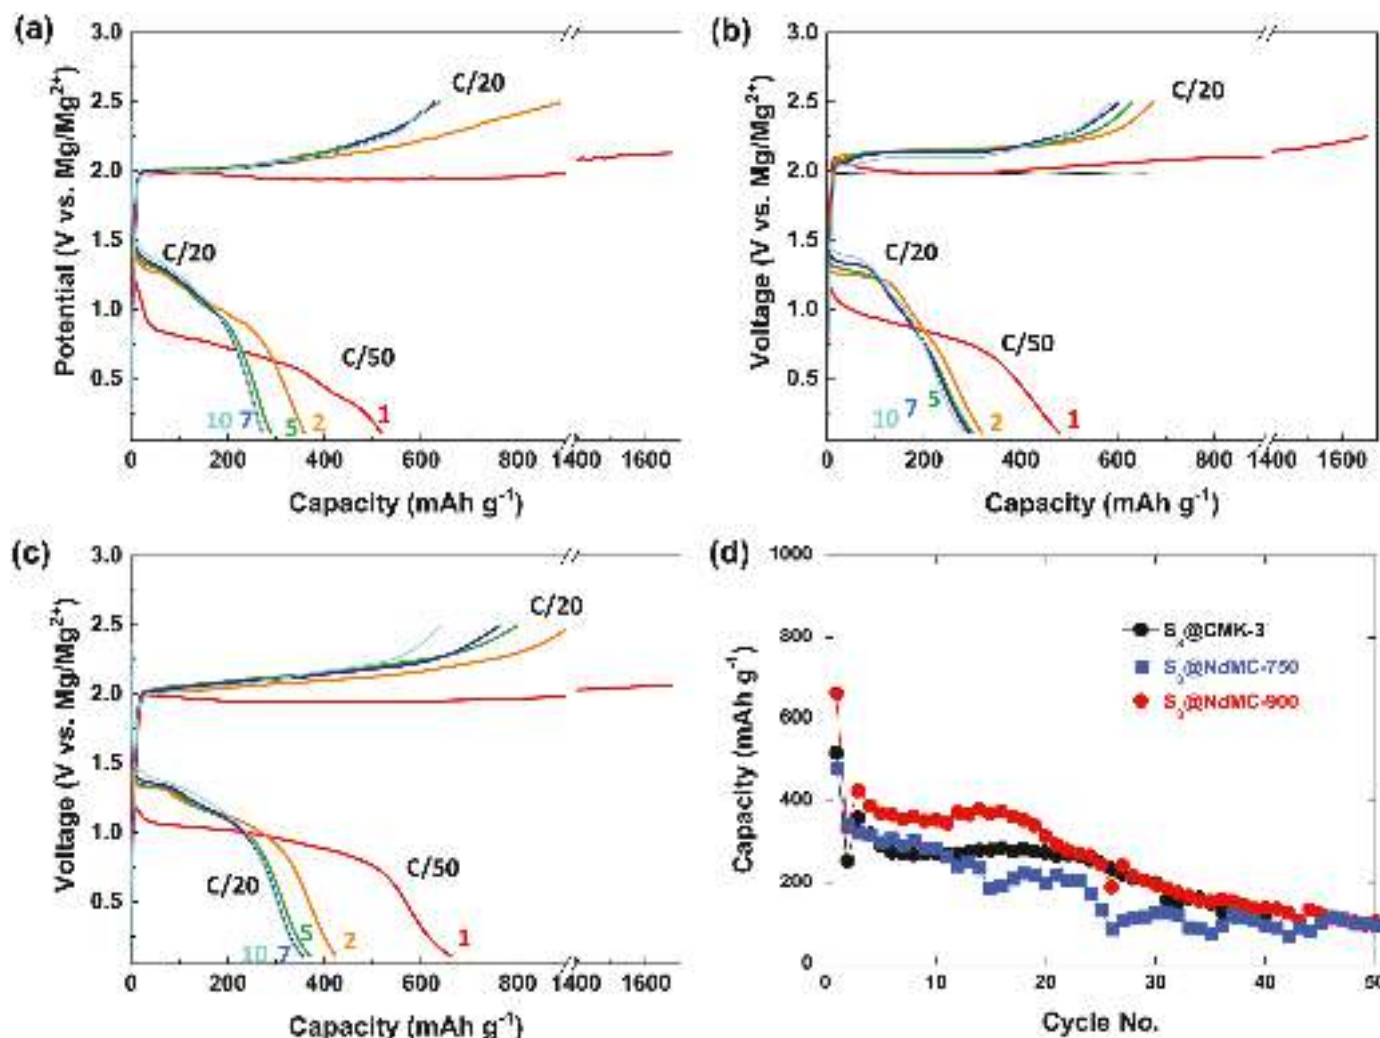 (a)
3.0
2.5
2.0
1.5
1.0
0.5
Potential (V vs. Mg/Mg²⁺)
C/20
C/20
C/50
10 7 5 2 1
0 200 400 600 800 1400 1600
Capacity (mAh g⁻¹)
(b)
3.0
2.5
2.0
1.5
1.0
0.5
Voltage (V vs. Mg/Mg²⁺)
C/20
C/20
C/50
10 7 5 2 1
0 200 400 600 800 1400 1600
Capacity (mAh g⁻¹)
(c)
3.0
2.5
2.0
1.5
1.0
0.5
Voltage (V vs. Mg/Mg²⁺)
C/20
C/50
C/20
10 7 5 2 1
0 200 400 600 800 1400 1600
Capacity (mAh g⁻¹)
(d)
1000
800
600
400
200
0
Capacity (mAh g⁻¹)
@CMK-3
@NdMC-750
@NdMC-900
0 10 20 30 40 50
Cycle No.